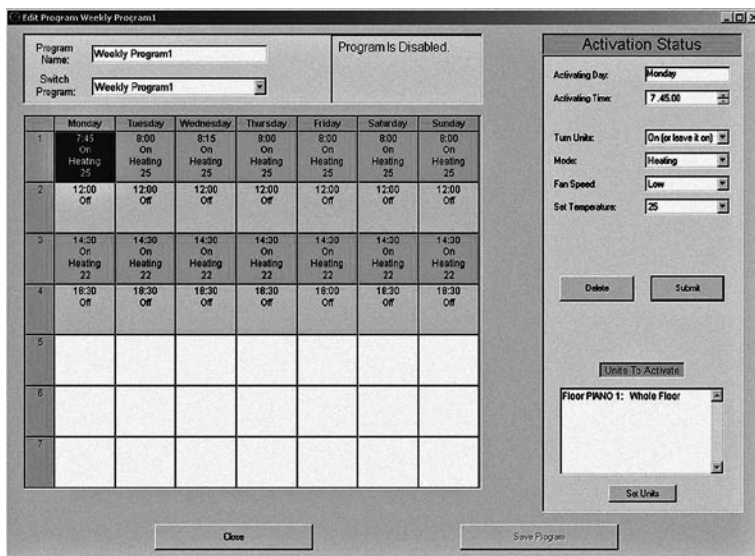 Edit Program Weekly Program1
Program Name:
Weekly Program1
Switch Program:
Weekly Program1
Program Is Disabled.
Monday Tuesday Wednesday Thursday Friday Saturday Sunday
1
7:45 8:00 8:15 8:00 8:00 8:00 8:00
On On On On On On On
Heating Heating Heating Heating Heating Heating Heating
25 25 25 25 25 25 25
2
12:00 12:00 12:00 12:00 12:00 12:00 12:00
Off Off Off Off Off Off Off
3
14:30 14:30 14:30 14:30 14:30 14:30 14:30
On On On On On On On
Heating Heating Heating Heating Heating Heating Heating
22 22 22 22 22 22 22
4
18:30 18:30 18:30 18:30 18:00 18:30 18:30
Off Off Off Off Off Off Off
5
6
7
Activation Status
Activating Day: Monday
Activating Time: 7.45.00
Turn Units: On (or leave it on)
Mode: Heating
Fan Speed Low
Set Temperature: 25
Delete Submit
Units To Activate
Floor PIANO 1: Whole Floor
Set Units
Close Save Program